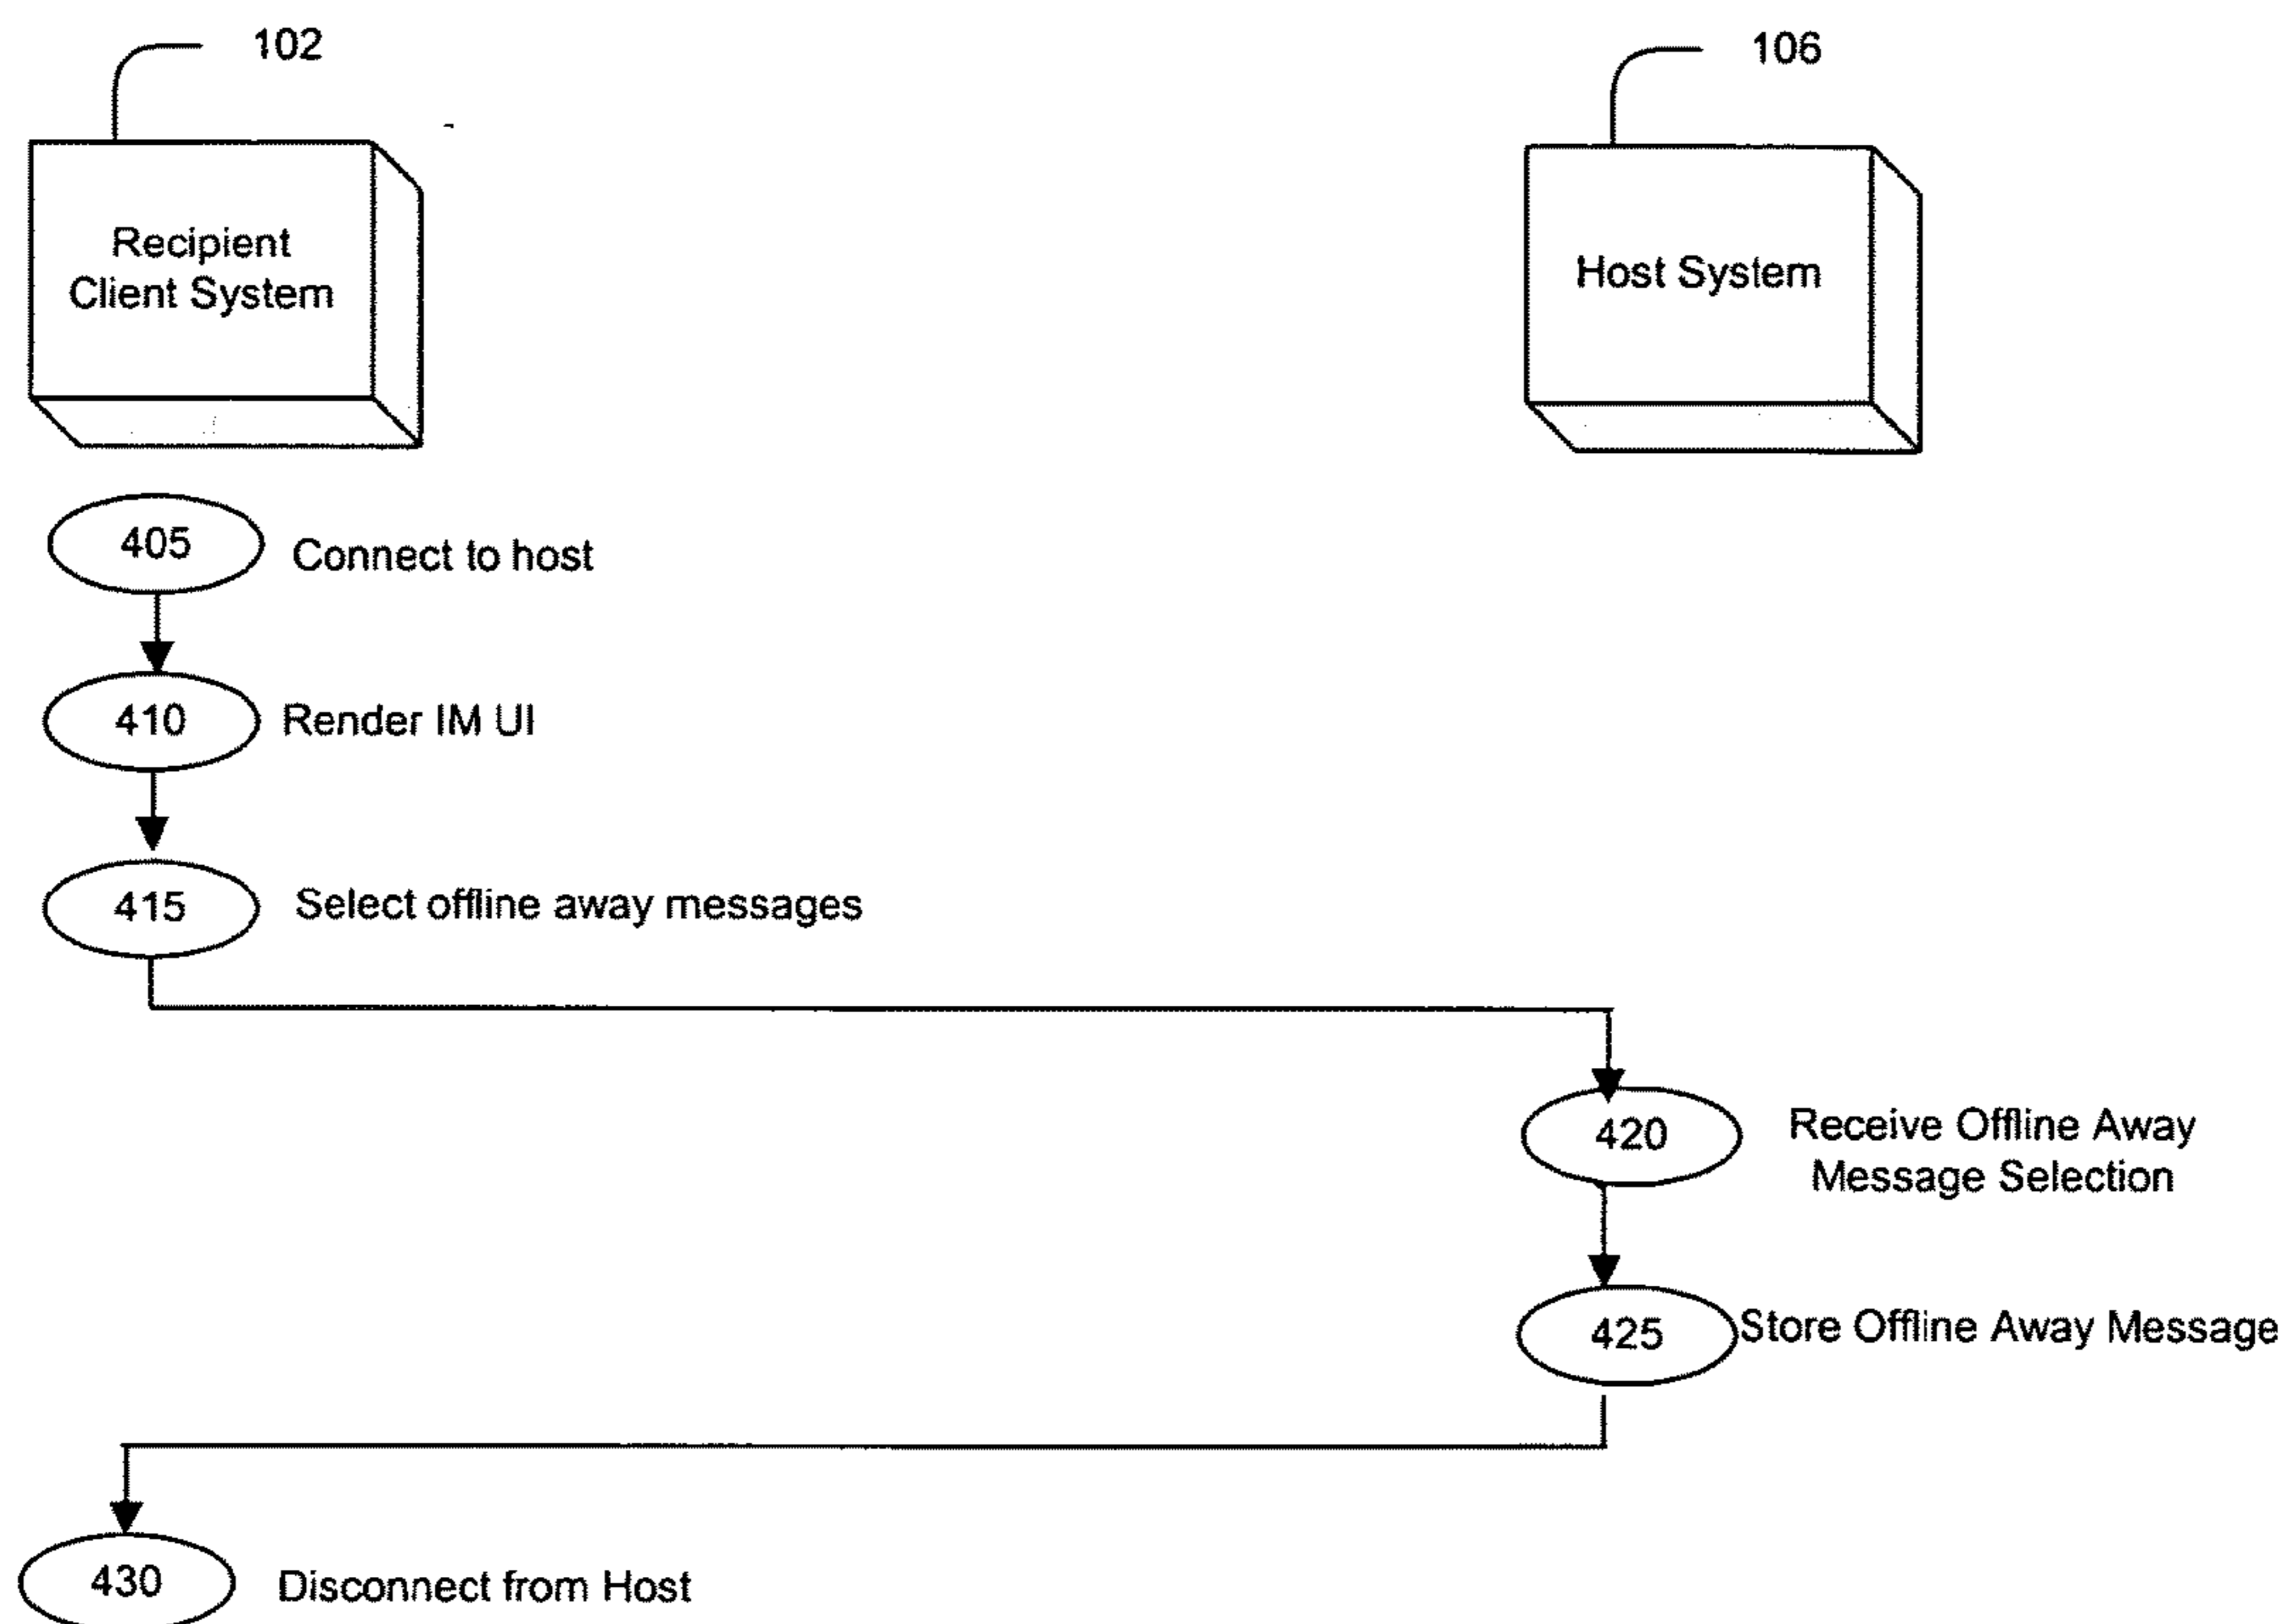 102
106
Recipient
Client System
Host System
405
Connect to host
410
Render IM UI
415
Select offline away messages
420
Receive Offline Away
Message Selection
425
Store Offline Away Message
430
Disconnect from Host